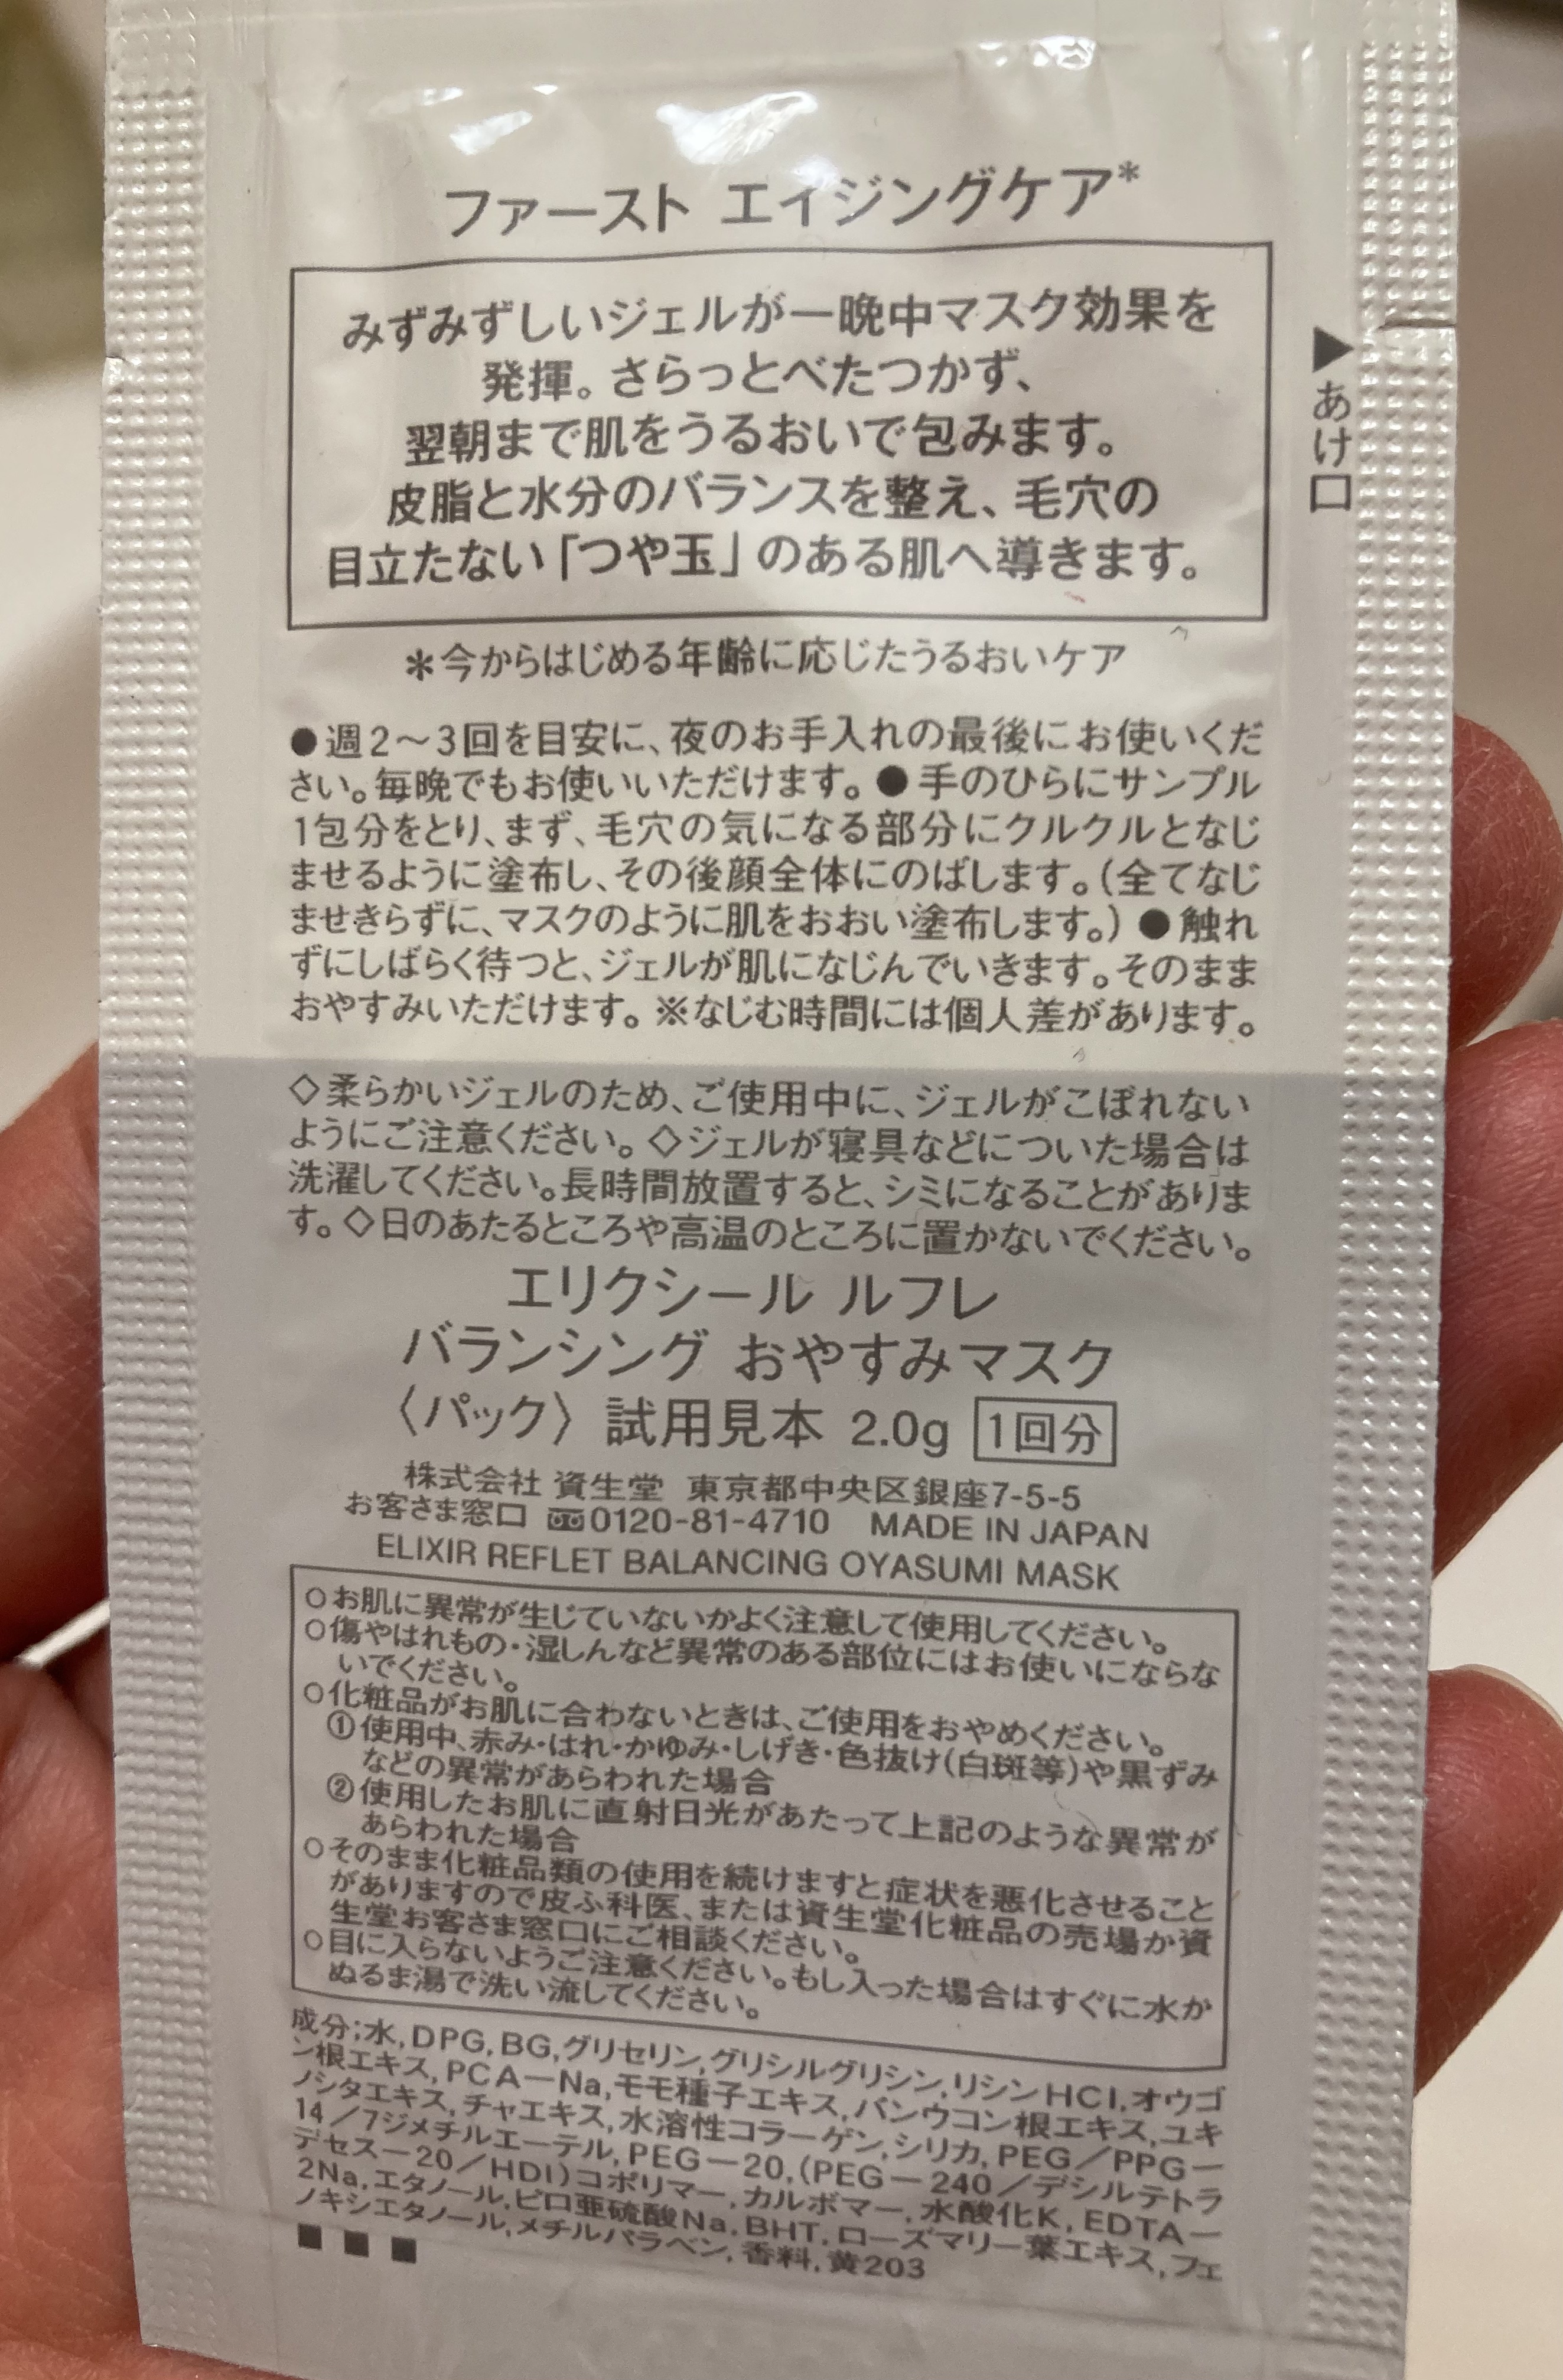 ファースト エイジングケア*
みずみずしいジェルが一晩中マスク効果を
発揮。さらっとべたつかず、
翌朝まで肌をうるおいで包みます。
皮脂と水分のバランスを整え、毛穴の
目立たない「つや玉」のある肌へ導きます。
▶あけ口
＊今からはじめる年齢に応じたうるおいケア
●週2〜3回を目安に、夜のお手入れの最後にお使いくだ
さい。毎晩でもお使いいただけます。●手のひらにサンプル
1包分をとり、まず、毛穴の気になる部分にクルクルとなじ
ませるように塗布し、その後顔全体にのばします。(全てなじ
ませきらずに、マスクのように肌をおおい塗布します。)●触れ
ずにしばらく待つと、ジェルが肌になじんでいきます。そのまま
おやすみいただけます。※なじむ時間には個人差があります。
◇柔らかいジェルのため、ご使用中に、ジェルがこぼれない
ようにご注意ください。◇ジェルが寝具などについた場合は
洗濯してください。長時間放置すると、シミになることがありま
す。◇日のあたるところや高温のところに置かないでください。
エリクシール ルフレ
バランシング おやすみマスク
〈パック〉試用見本 2.0g 1回分
株式会社 資生堂 東京都中央区銀座7-5-5
お客さま窓口 0120-81-4710 MADE IN JAPAN
ELIXIR REFLET BALANCING OYASUMI MASK
○お肌に異常が生じていないかよく注意して使用してください。
○傷やはれもの・湿しんなど異常のある部位にはお使いにならな
いでください。
○化粧品がお肌に合わないときは、ご使用をおやめください。
①使用中、赤み・はれ・かゆみ・しげき・色抜け(白斑等)や黒ずみ
などの異常があらわれた場合
②使用したお肌に直射日光があたって上記のような異常が
あらわれた場合
○そのまま化粧品類の使用を続けますと症状を悪化させること
がありますので皮ふ科医、または資生堂化粧品の売場か資
生堂お客さま窓口にご相談ください。
○目に入らないようご注意ください。もし入った場合はすぐに水か
ぬるま湯で洗い流してください。
成分;水,DPG,BG,グリセリン,グリシルグリシン,リシンHCl,オウゴ
ン根エキス,PCA－Na,モモ種子エキス,バンウコン根エキス,ユキ
ノシタエキス,チャエキス,水溶性コラーゲン,シリカ,PEG／PPG－
14／7ジメチルエーテル,PEG－20,(PEG－240／デシルテトラ
デセス－20／HDI)コポリマー,カルボマー,水酸化K,EDTA－
2Na,エタノール,ピロ亜硫酸Na,BHT,ローズマリー葉エキス,フェ
ノキシエタノール,メチルパラベン,香料,黄203
■ ■ ■